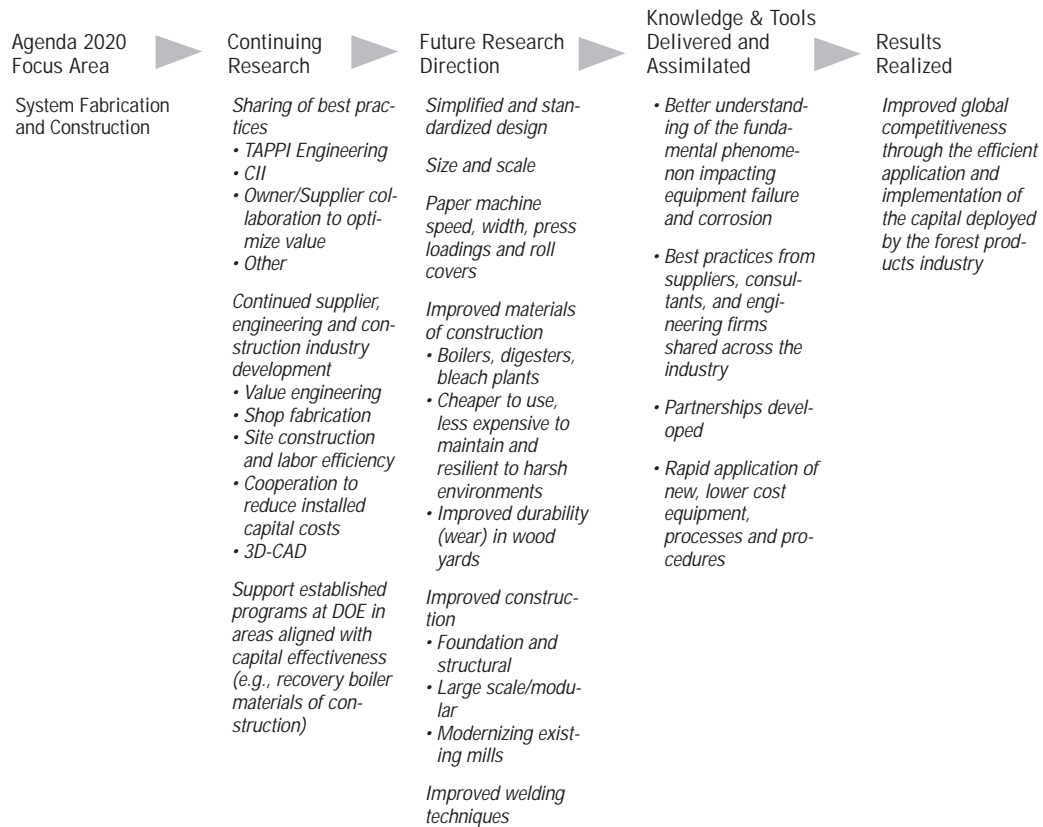 Agenda 2020
Focus Area
System Fabrication
and Construction
Continuing
Research
Sharing of best prac-
tices
• TAPPI Engineering
• CII
• Owner/Supplier col-
laboration to opti-
mize value
• Other
Continued supplier,
engineering and con-
struction industry
development
• Value engineering
• Shop fabrication
• Site construction
and labor efficiency
• Cooperation to
reduce installed
capital costs
• 3D-CAD
Support established
programs at DOE in
areas aligned with
capital effectiveness
(e.g., recovery boiler
materials of con-
struction)
Future Research
Direction
Simplified and stan-
dardized design
Size and scale
Paper machine
speed, width, press
loadings and roll
covers
Improved materials
of construction
• Boilers, digesters,
bleach plants
• Cheaper to use,
less expensive to
maintain and
resilient to harsh
environments
• Improved durability
(wear) in wood
yards
Improved construc-
tion
• Foundation and
structural
• Large scale/modu-
lar
• Modernizing exist-
ing mills
Improved welding
techniques
Knowledge & Tools
Delivered and
Assimilated
• Better understand-
ing of the funda-
mental phenome-
non impacting
equipment failure
and corrosion
• Best practices from
suppliers, consul-
tants, and engi-
neering firms
shared across the
industry
• Partnerships devel-
oped
• Rapid application of
new, lower cost
equipment,
processes and pro-
cedures
Results
Realized
Improved global
competitiveness
through the efficient
application and
implementation of
the capital deployed
by the forest prod-
ucts industry